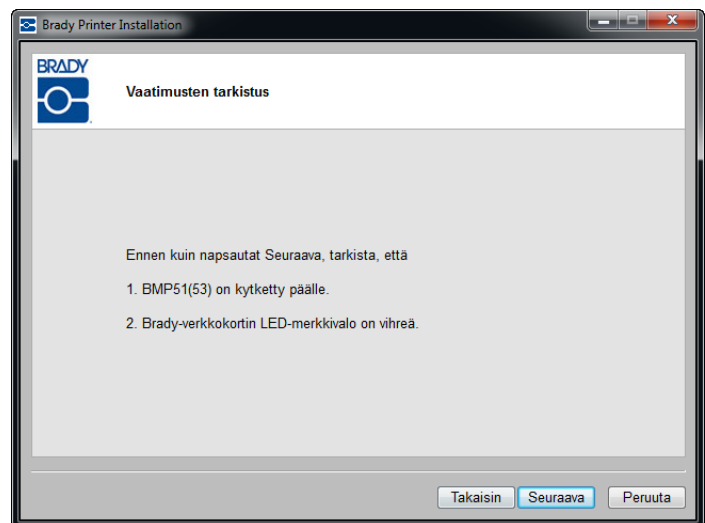 Brady Printer Installation
BRADY
Vaatimusten tarkistus
Ennen kuin napsautat Seuraava, tarkista, että
1. BMP51(53) on kytketty päälle.
2. Brady-verkkokortin LED-merkkivalo on vihreä.
Takaisin
Seuraava
Peruuta